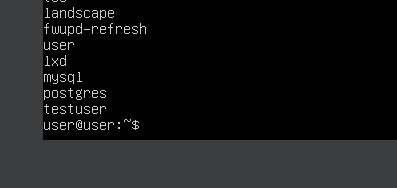 landscape
fwupd-refresh
user
lxd
mysql
postgres
testuser
user@user:~$